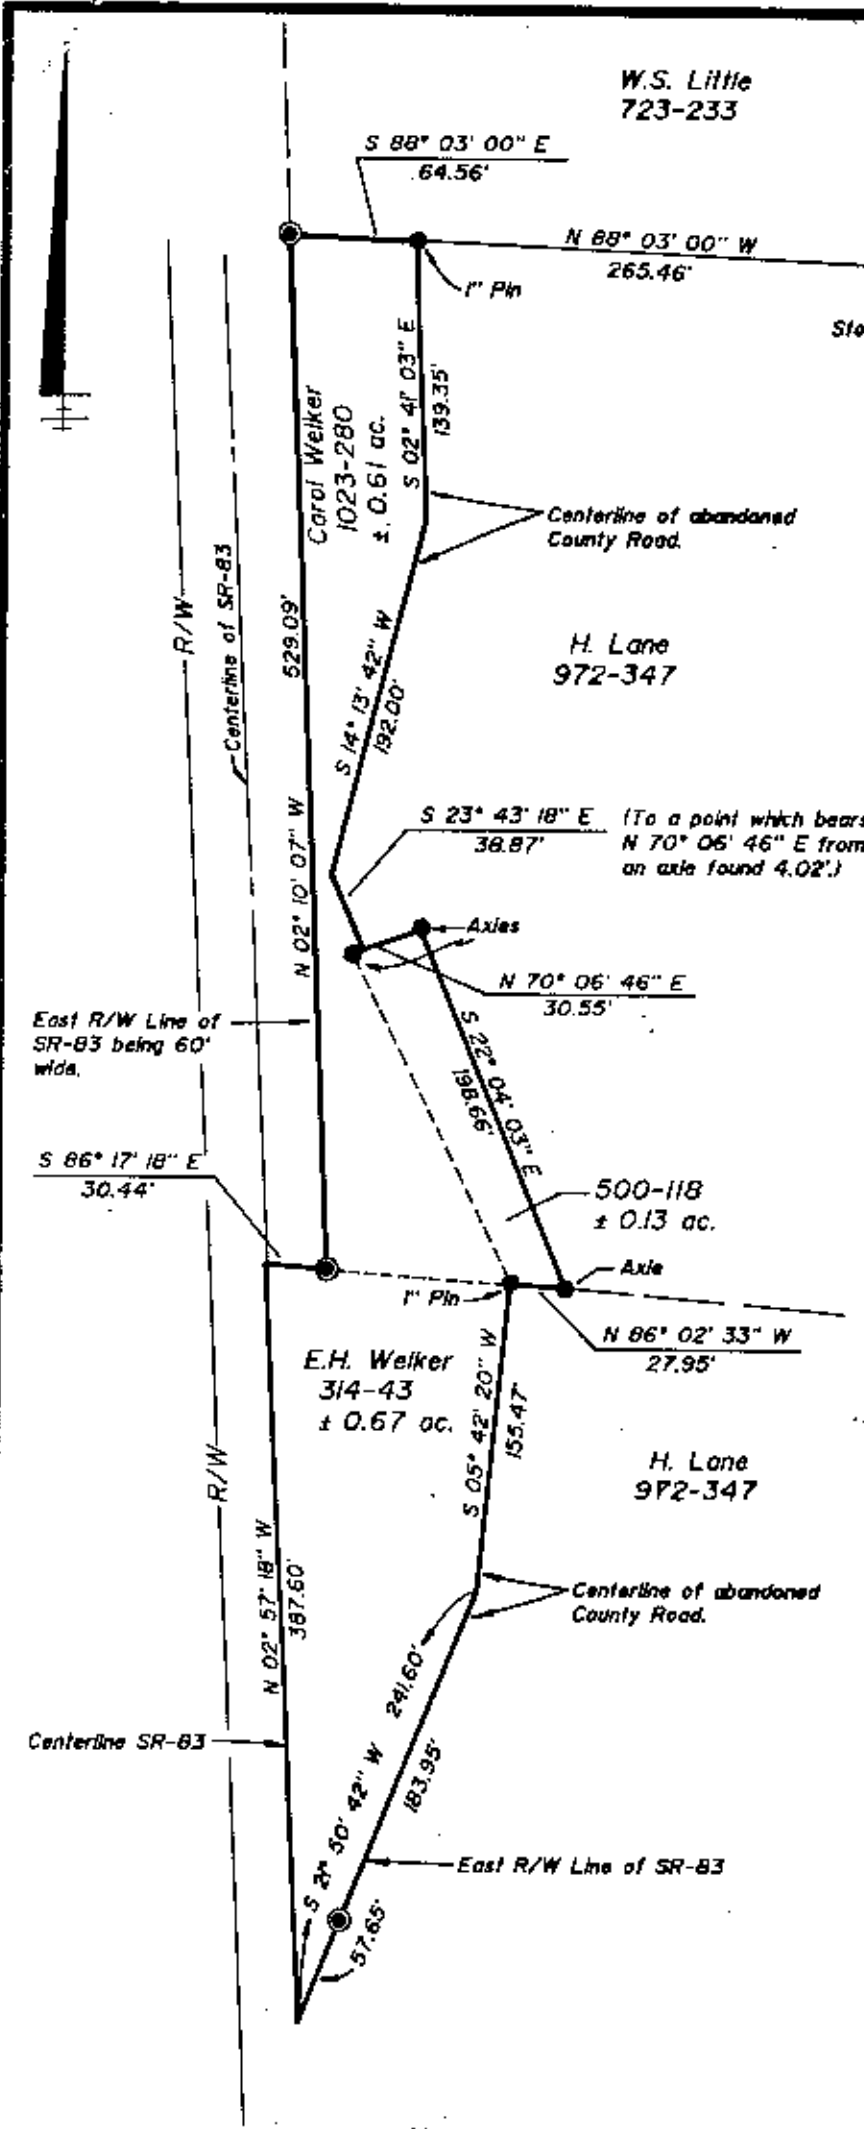 W.S. Little
723-233
S 88° 03' 00" E
64.56'
N 88° 03' 00" W
265.46'
1" Pin
S 02° 41' 03" E
139.35'
Carol Welker
1023-280
± 0.61 ac.
Centerline of abandoned
County Road.
R/W
Centerline of SR-83
529.09'
N 02° 10' 07" W
H. Lane
972-347
S 14° 13' 42" W
192.00'
S 23° 43' 18" E
38.87'
(To a point which bears
N 70° 06' 46" E from
an axle found 4.02'.)
Axles
N 70° 06' 46" E
30.55'
East R/W Line of
SR-83 being 60'
wide.
S 22° 04' 03" E
198.66'
S 86° 17' 18" E
30.44'
500-118
± 0.13 ac.
Axle
1" Pin
N 86° 02' 33" W
27.95'
E.H. Welker
314-43
± 0.67 ac.
S 05° 42' 20" W
155.47'
R/W
H. Lane
972-347
N 02° 57' 18" W
387.60'
Centerline of abandoned
County Road.
241.60'
Centerline SR-83
S 21° 50' 42" W
183.95'
East R/W Line of SR-83
57.65'